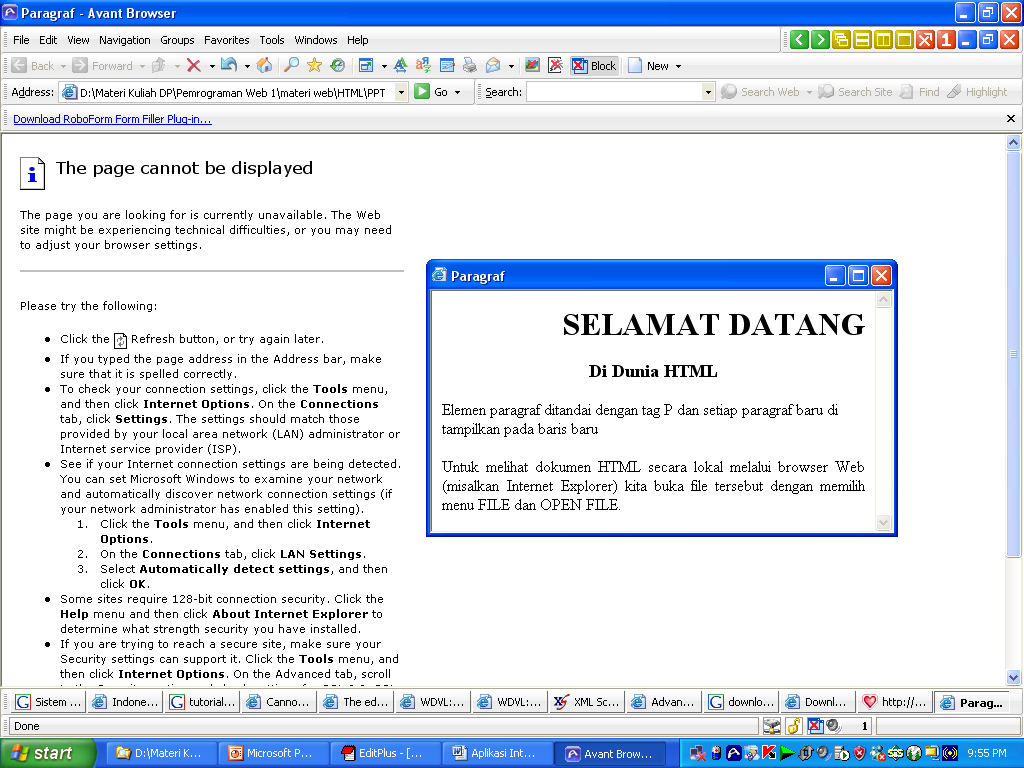 Paragraf - Avant Browser
File Edit View Navigation Groups Favorites Tools Windows Help
1
Back Forward Block New
Address: D:\Materi Kuliah DP\Pemrograman Web 1\materi web\HTML\PPT Go Search: Search Web Search Site Find Highlight
Download RoboForm Form Filler Plug-in...
The page cannot be displayed
The page you are looking for is currently unavailable. The Web
site might be experiencing technical difficulties, or you may need
to adjust your browser settings.
Please try the following:
Click the Refresh button, or try again later.
If you typed the page address in the Address bar, make
sure that it is spelled correctly.
To check your connection settings, click the Tools menu,
and then click Internet Options. On the Connections
tab, click Settings. The settings should match those
provided by your local area network (LAN) administrator or
Internet service provider (ISP).
See if your Internet connection settings are being detected.
You can set Microsoft Windows to examine your network
and automatically discover network connection settings (if
your network administrator has enabled this setting).
1. Click the Tools menu, and then click Internet
Options.
2. On the Connections tab, click LAN Settings.
3. Select Automatically detect settings, and then
click OK.
Some sites require 128-bit connection security. Click the
Help menu and then click About Internet Explorer to
determine what strength security you have installed.
If you are trying to reach a secure site, make sure your
Security settings can support it. Click the Tools menu, and
then click Internet Options. On the Advanced tab, scroll
Paragraf
SELAMAT DATANG
Di Dunia HTML
Elemen paragraf ditandai dengan tag P dan setiap paragraf baru di
tampilkan pada baris baru
Untuk melihat dokumen HTML secara lokal melalui browser Web
(misalkan Internet Explorer) kita buka file tersebut dengan memilih
menu FILE dan OPEN FILE.
Sistem ... Indone... tutorial... Canno... The ed... WDVL:... WDVL:... XML Sc... Advan... downlo... Downl... http://... Parag...
Done 1
start D:\Materi K... Microsoft P... EditPlus - [... Aplikasi Int... Avant Brow... 9:55 PM